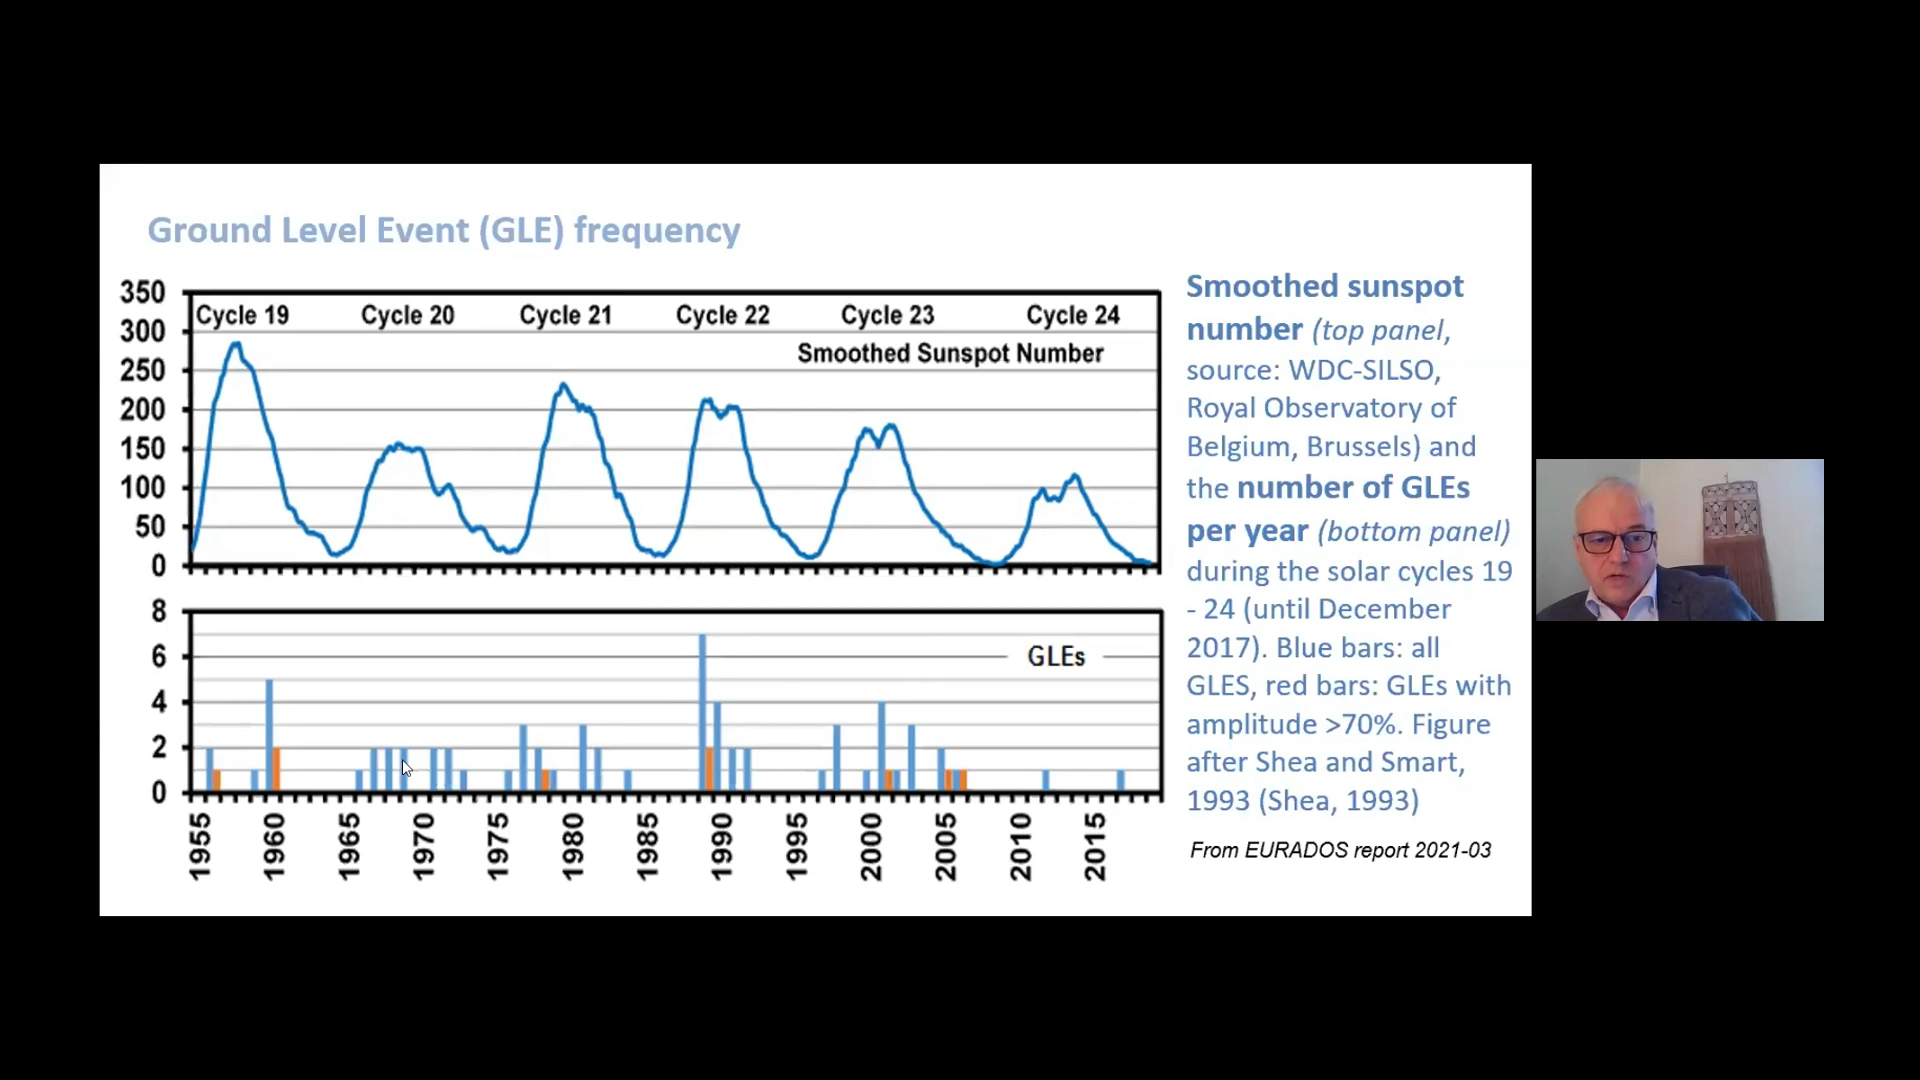 Ground Level Event (GLE) frequency
350
300
250
200
150
100
50
0
Cycle 19
Cycle 20
Cycle 21
Cycle 22
Cycle 23
Cycle 24
Smoothed Sunspot Number
8
6
4
2
0
GLEs
1955
1960
1965
1970
1975
1980
1985
1990
1995
2000
2005
2010
2015
Smoothed sunspot
number (top panel,
source: WDC-SILSO,
Royal Observatory of
Belgium, Brussels) and
the number of GLEs
per year (bottom panel)
during the solar cycles 19
- 24 (until December
2017). Blue bars: all
GLES, red bars: GLEs with
amplitude >70%. Figure
after Shea and Smart,
1993 (Shea, 1993)
From EURADOS report 2021-03